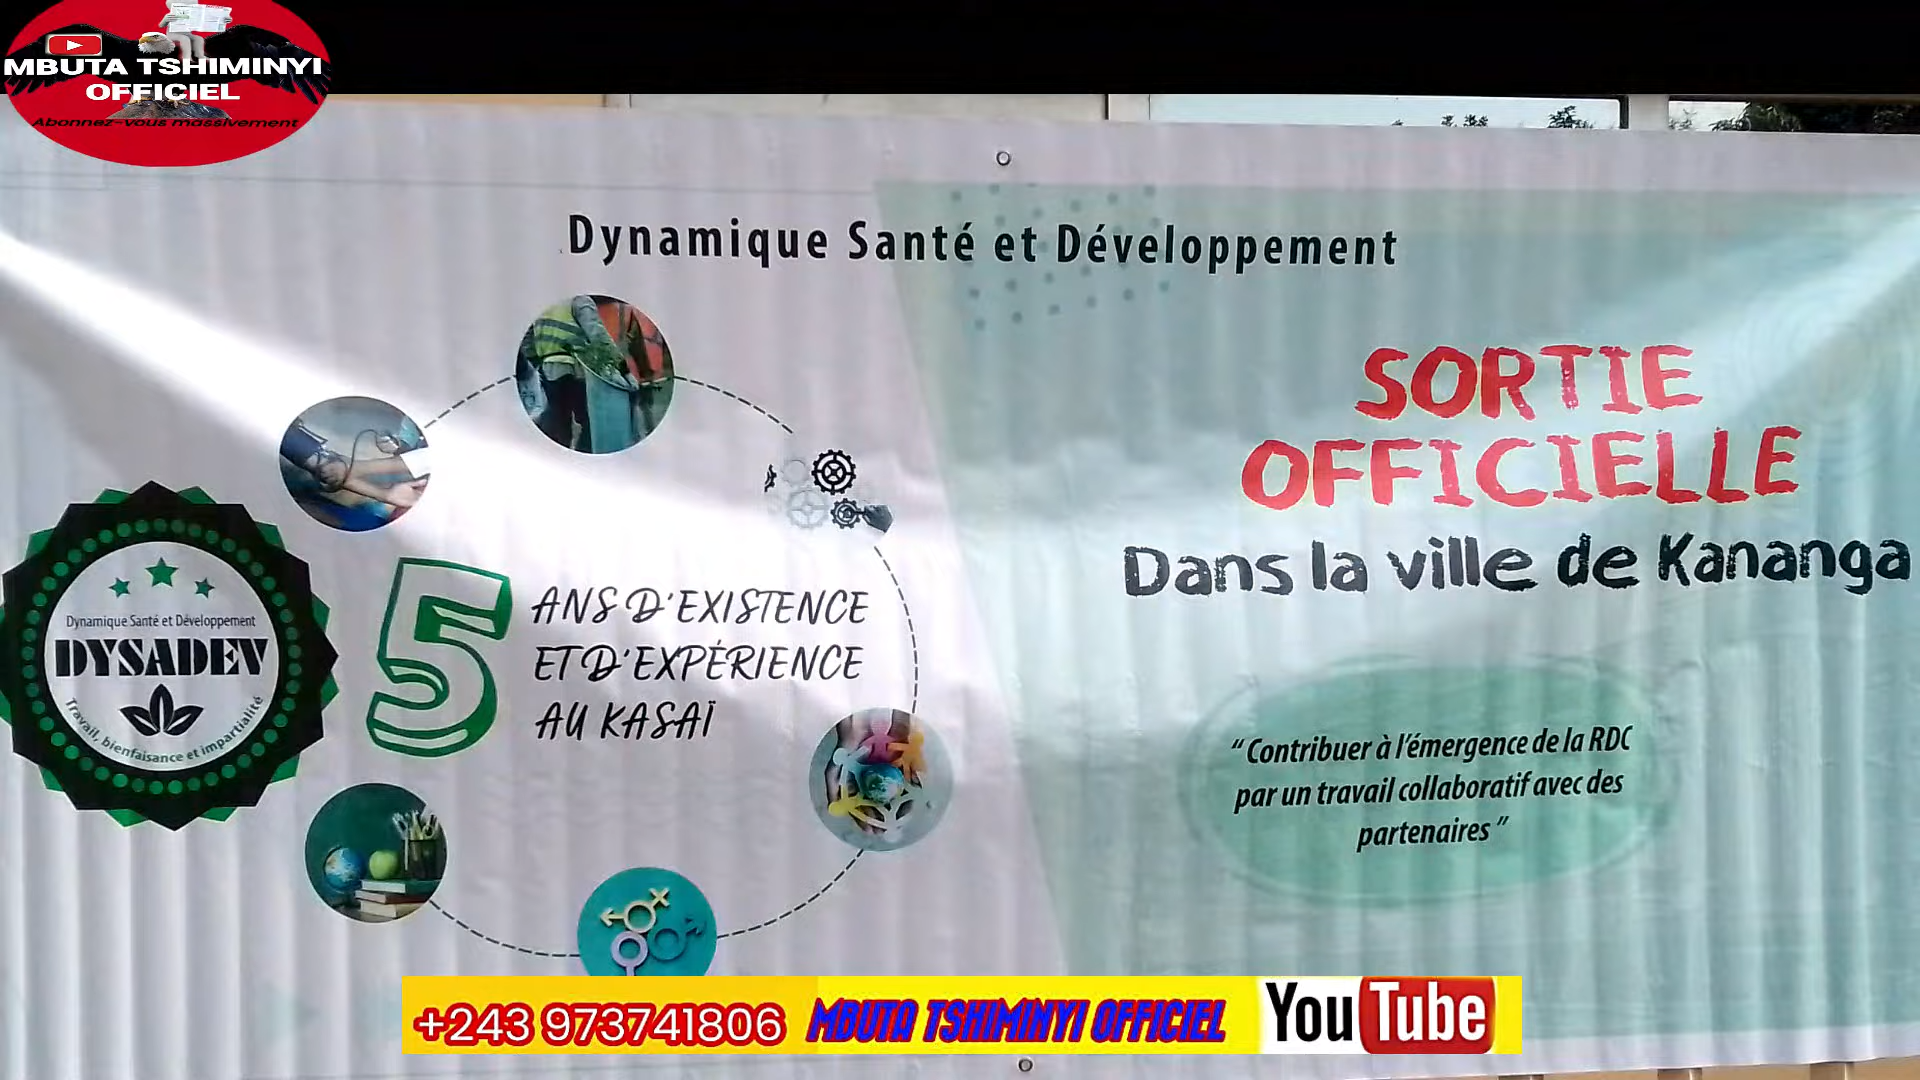 MBUTA TSHIMINYI
OFFICIEL
Abonnez-vous massivement
Dynamique Santé et Développement
SORTIE
OFFICIELLE
Dans la ville de Kananga
5
ANS D'EXISTENCE
ET D'EXPÉRIENCE
AU KASAÏ
Dynamique Santé et Développement
DYSADEV
Travail, bienfaisance et impartialité
“ Contribuer à l'émergence de la RDC
par un travail collaboratif avec des
partenaires ”
+243 973741806 MBUTA TSHIMINYI OFFICIEL YouTube